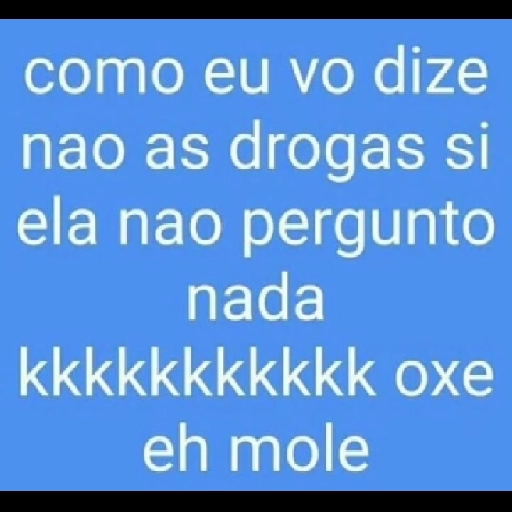 como eu vo dize
nao as drogas si
ela nao pergunto
nada
kkkkkkkkkkk oxe
eh mole